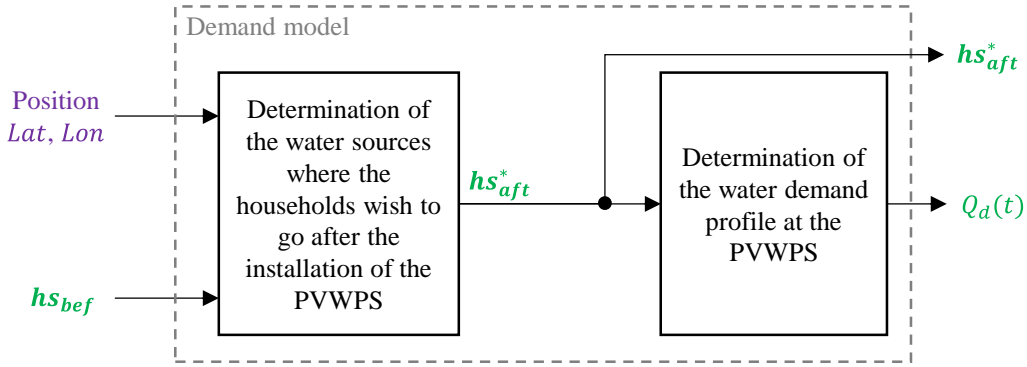 Demand model
Position
Lat, Lon
hs_bef
Determination of
the water sources
where the
households wish to
go after the
installation of the
PVWPS
hs*_aft
Determination of
the water demand
profile at the
PVWPS
hs*_aft
Q_d(t)